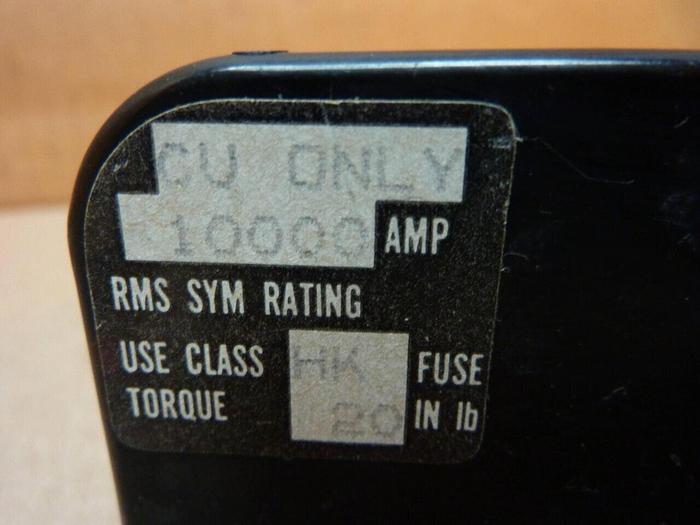 CU ONLY
10000 AMP
RMS SYM RATING
USE CLASS HK FUSE
TORQUE 20 IN lb